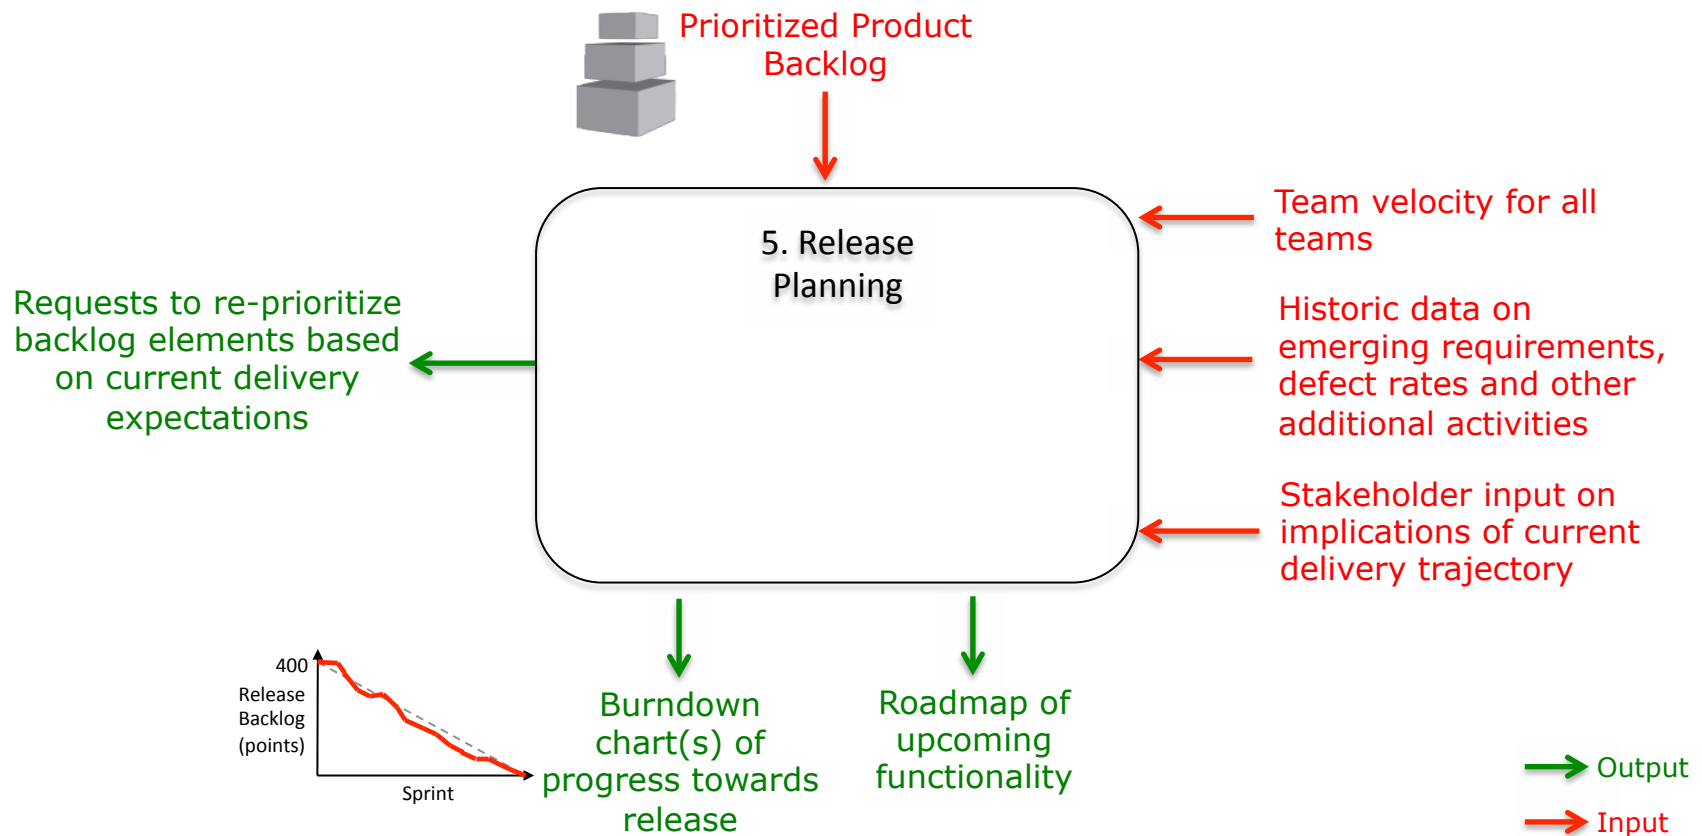 Prioritized Product
Backlog
5. Release
Planning
Team velocity for all
teams
Historic data on
emerging requirements,
defect rates and other
additional activities
Stakeholder input on
implications of current
delivery trajectory
Requests to re-prioritize
backlog elements based
on current delivery
expectations
400
Release
Backlog
(points)
Sprint
Burndown
chart(s) of
progress towards
release
Roadmap of
upcoming
functionality
Output
Input